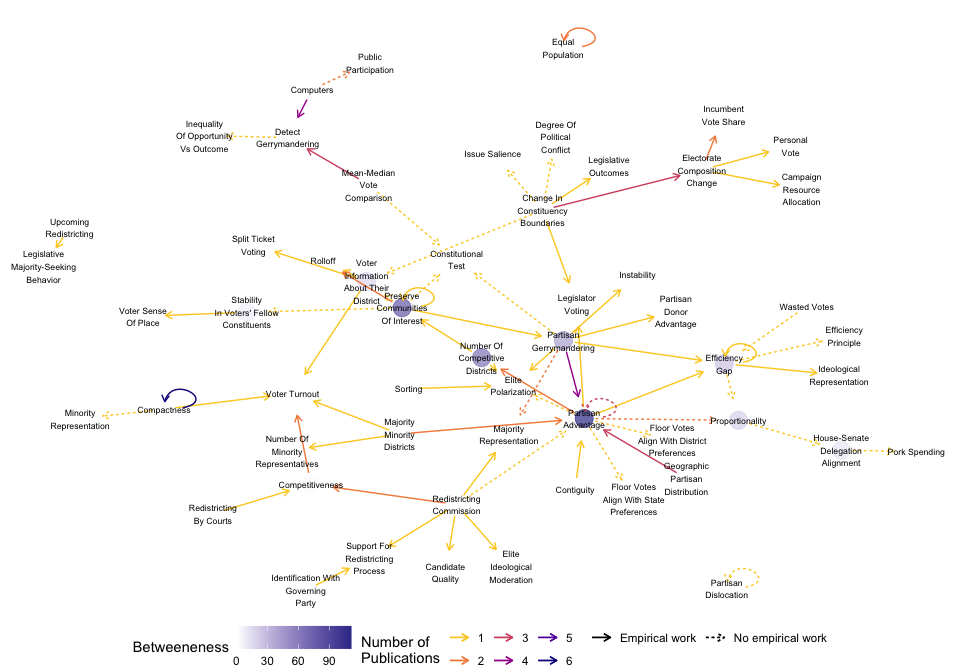 Equal
Population
Public
Participation
Computers
Inequality
Of Opportunity
Vs Outcome
Detect
Gerrymandering
Mean-Median
Vote
Comparison
Issue Salience
Degree Of
Political
Conflict
Legislative
Outcomes
Change In
Constituency
Boundaries
Incumbent
Vote Share
Electorate
Composition
Change
Personal
Vote
Campaign
Resource
Allocation
Upcoming
Redistricting
Legislative
Majority-Seeking
Behavior
Split Ticket
Voting
Rolloff
Voter
Information
About Their
District
Constitutional
Test
Preserve
Communities
Of Interest
Voter Sense
Of Place
Stability
In Voters' Fellow
Constituents
Legislator
Voting
Instability
Partisan
Donor
Advantage
Partisan
Gerrymandering
Wasted Votes
Efficiency
Principle
Efficiency
Gap
Ideological
Representation
Number Of
Competitive
Districts
Sorting
Elite
Polarization
Voter Turnout
Compactness
Minority
Representation
Majority
Minority
Districts
Number Of
Minority
Representatives
Majority
Representation
Partisan
Advantage
Floor Votes
Align With District
Preferences
Geographic
Partisan
Distribution
Proportionality
House-Senate
Delegation
Alignment
Pork Spending
Competitiveness
Redistricting
By Courts
Redistricting
Commission
Contiguity
Floor Votes
Align With State
Preferences
Support For
Redistricting
Process
Identification With
Governing
Party
Candidate
Quality
Elite
Ideological
Moderation
Partisan
Dislocation
Betweeneness
0 30 60 90
Number of
Publications
1 3 5
2 4 6
Empirical work
No empirical work